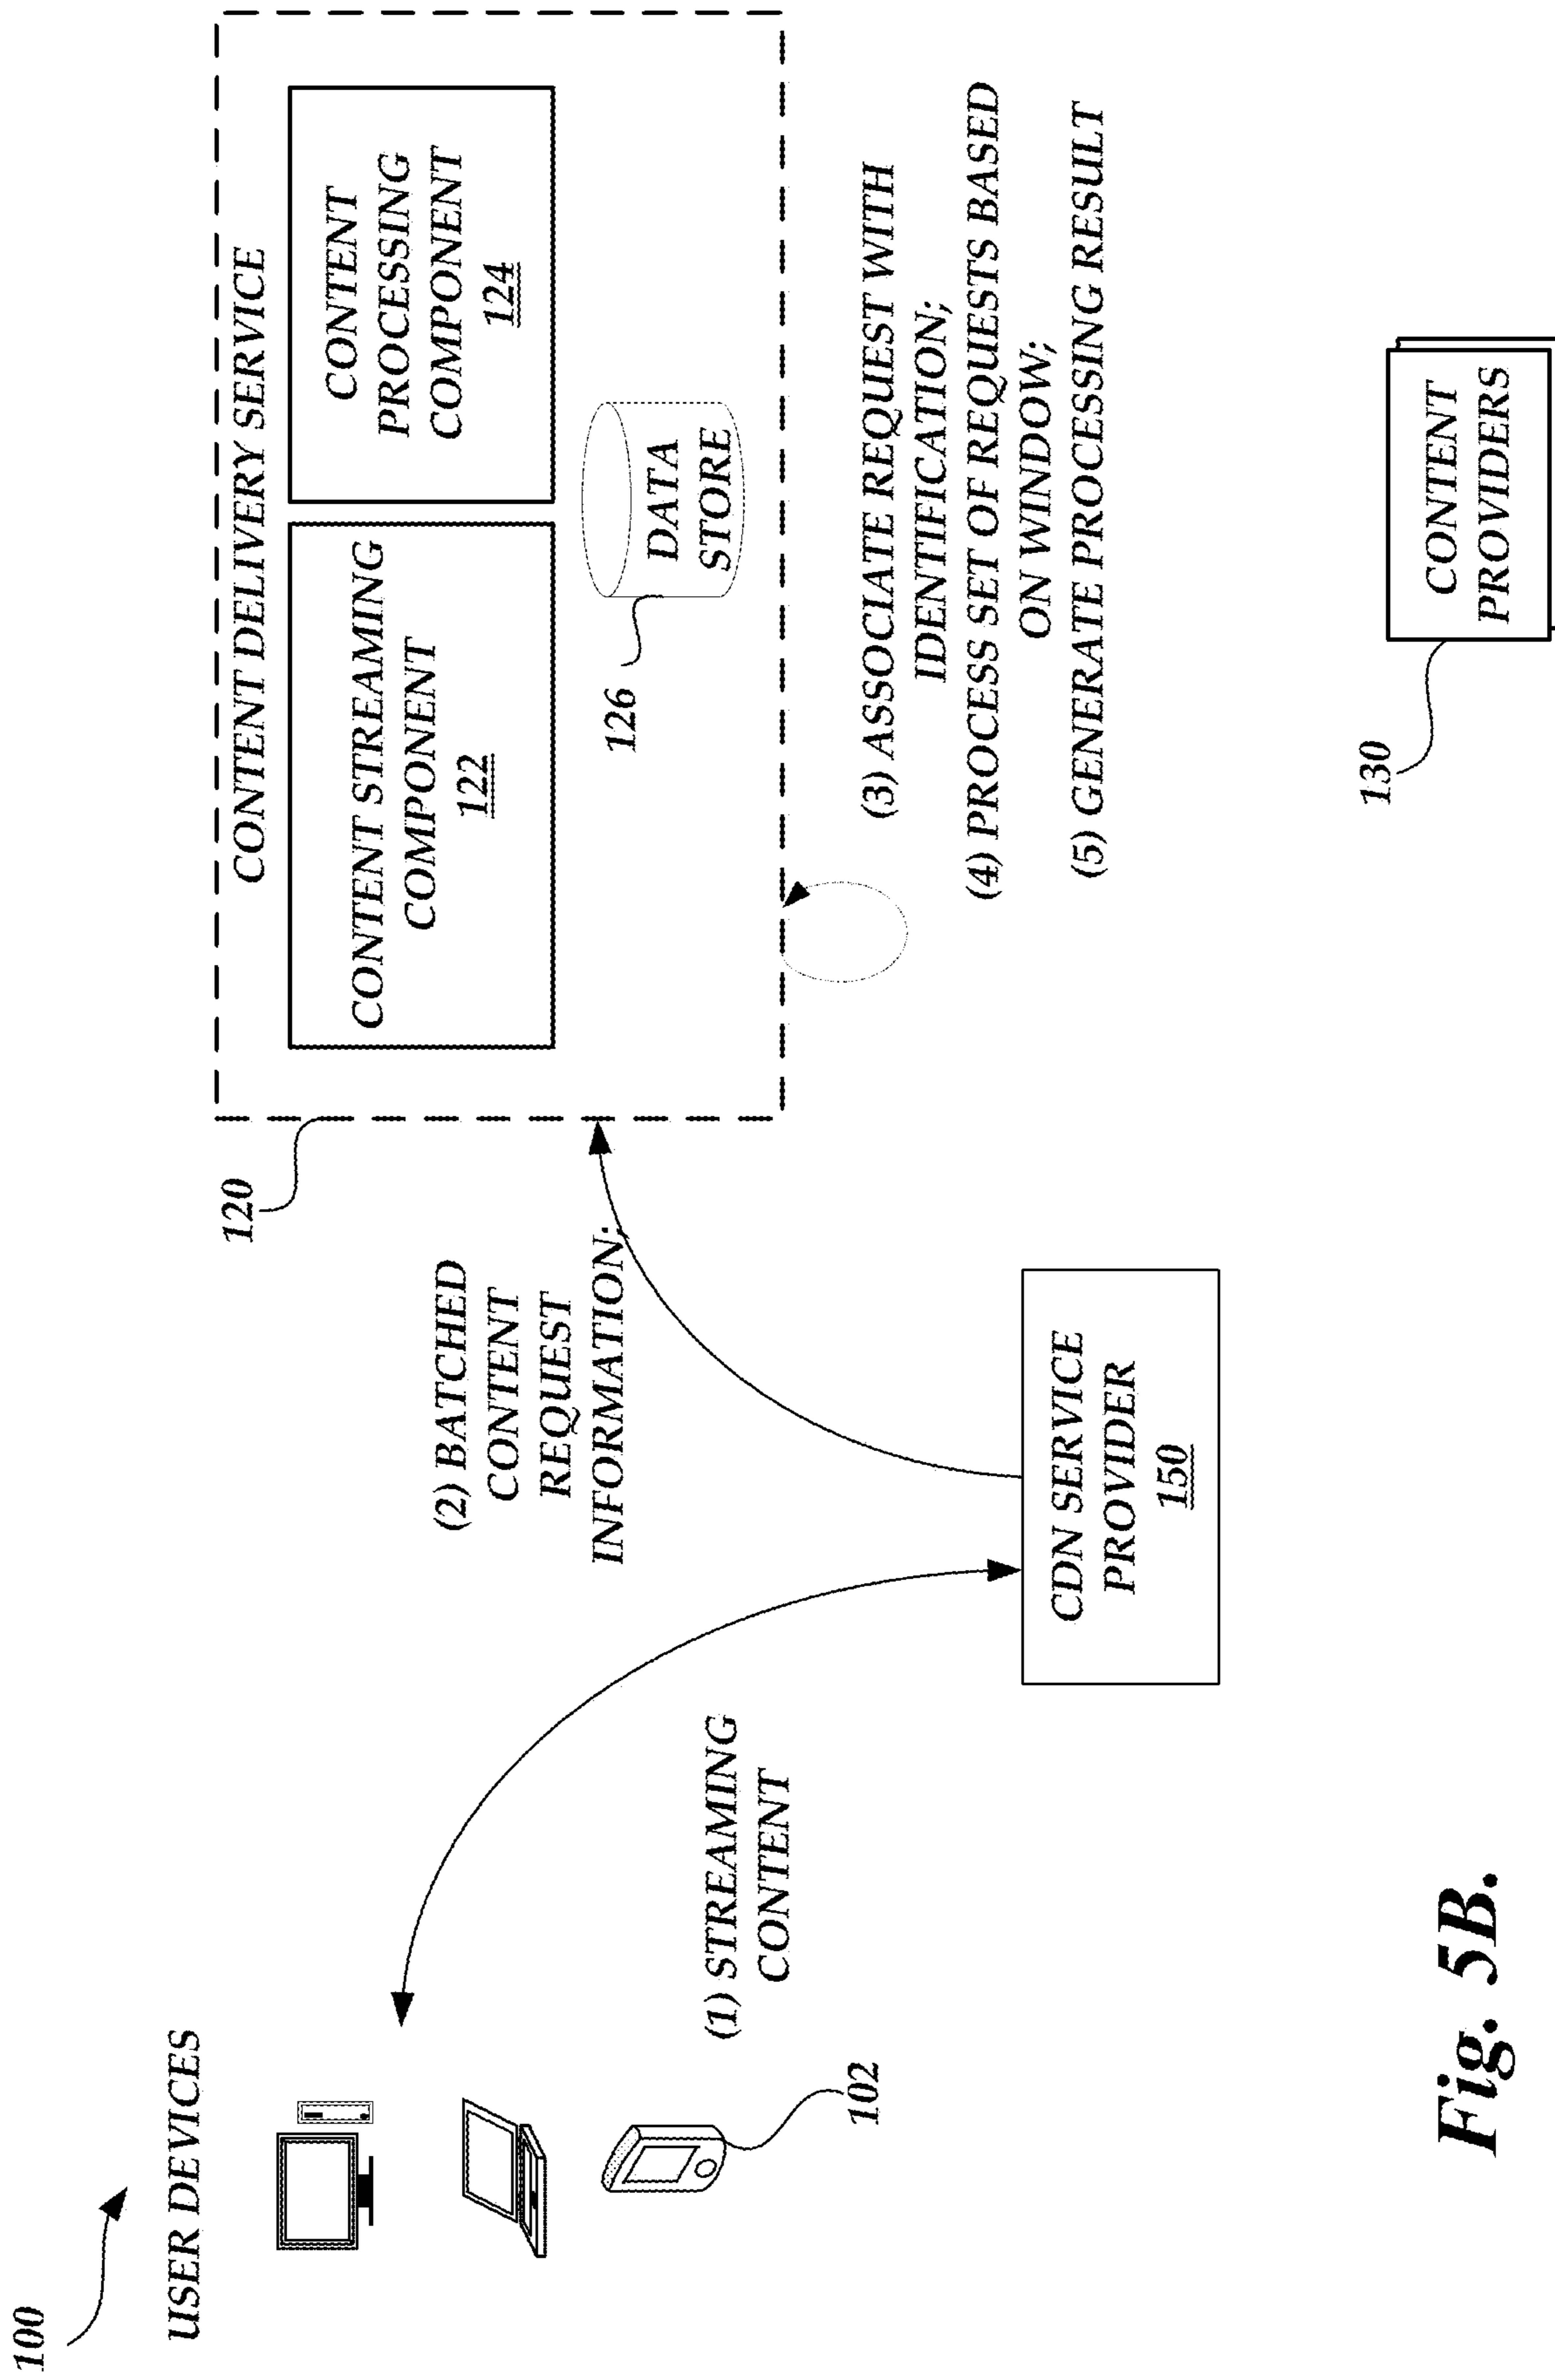 100
USER DEVICES
102
(1) STREAMING
CONTENT
(2) BATCHED
CONTENT
REQUEST
INFORMATION;
CDN SERVICE
PROVIDER
150
120
CONTENT DELIVERY SERVICE
CONTENT STREAMING
COMPONENT
122
CONTENT
PROCESSING
COMPONENT
124
DATA
STORE
126
(3) ASSOCIATE REQUEST WITH
IDENTIFICATION;
(4) PROCESS SET OF REQUESTS BASED
ON WINDOW;
(5) GENERATE PROCESSING RESULT
130
CONTENT
PROVIDERS
Fig. 5B.